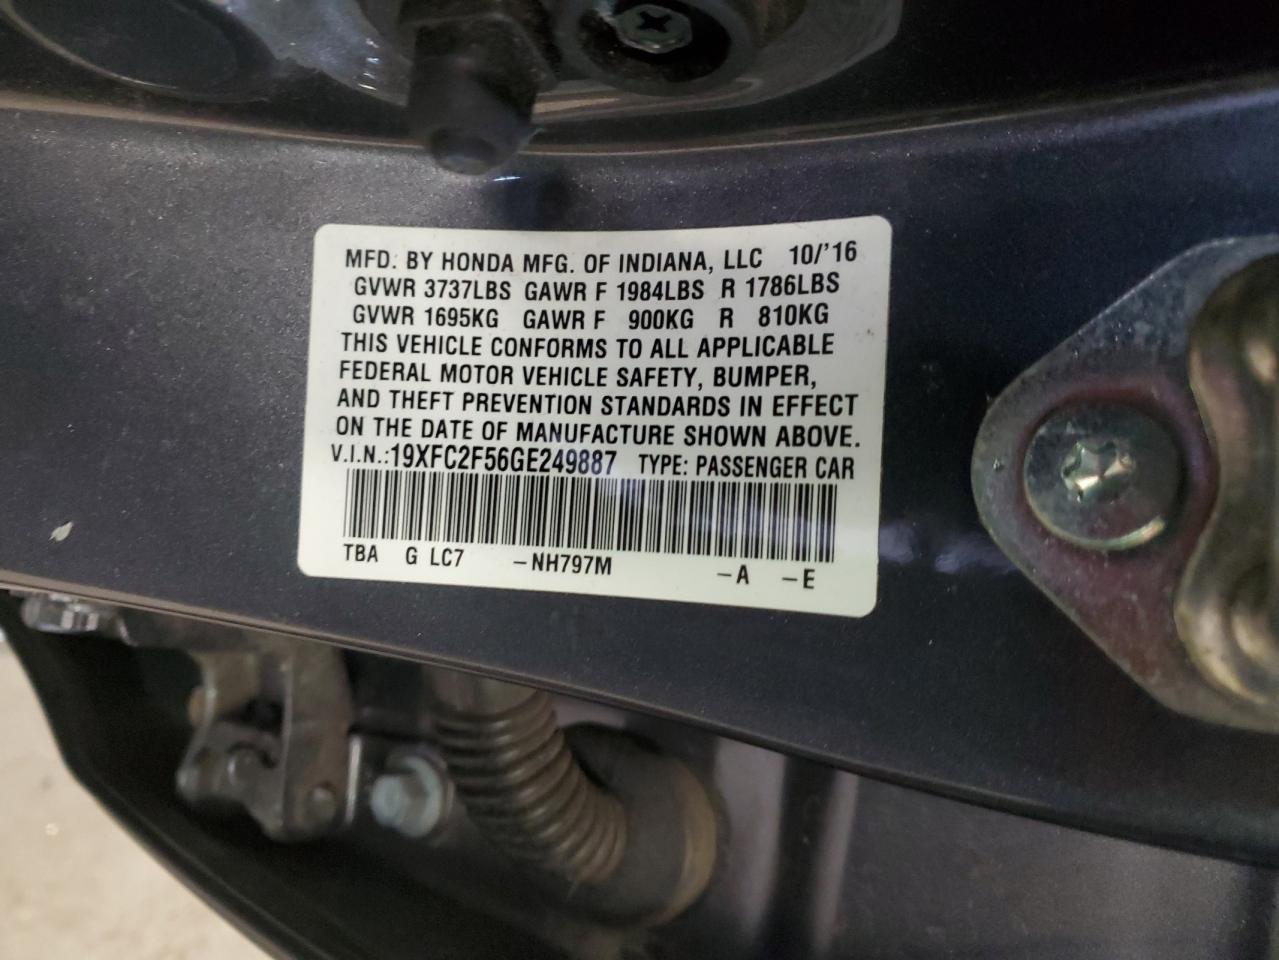 MFD. BY HONDA MFG. OF INDIANA, LLC 10/'16
GVWR 3737LBS GAWR F 1984LBS R 1786LBS
GVWR 1695KG GAWR F 900KG R 810KG
THIS VEHICLE CONFORMS TO ALL APPLICABLE
FEDERAL MOTOR VEHICLE SAFETY, BUMPER,
AND THEFT PREVENTION STANDARDS IN EFFECT
ON THE DATE OF MANUFACTURE SHOWN ABOVE.
V.I.N.:19XFC2F56GE249887 TYPE: PASSENGER CAR
TBA G LC7 -NH797M -A -E